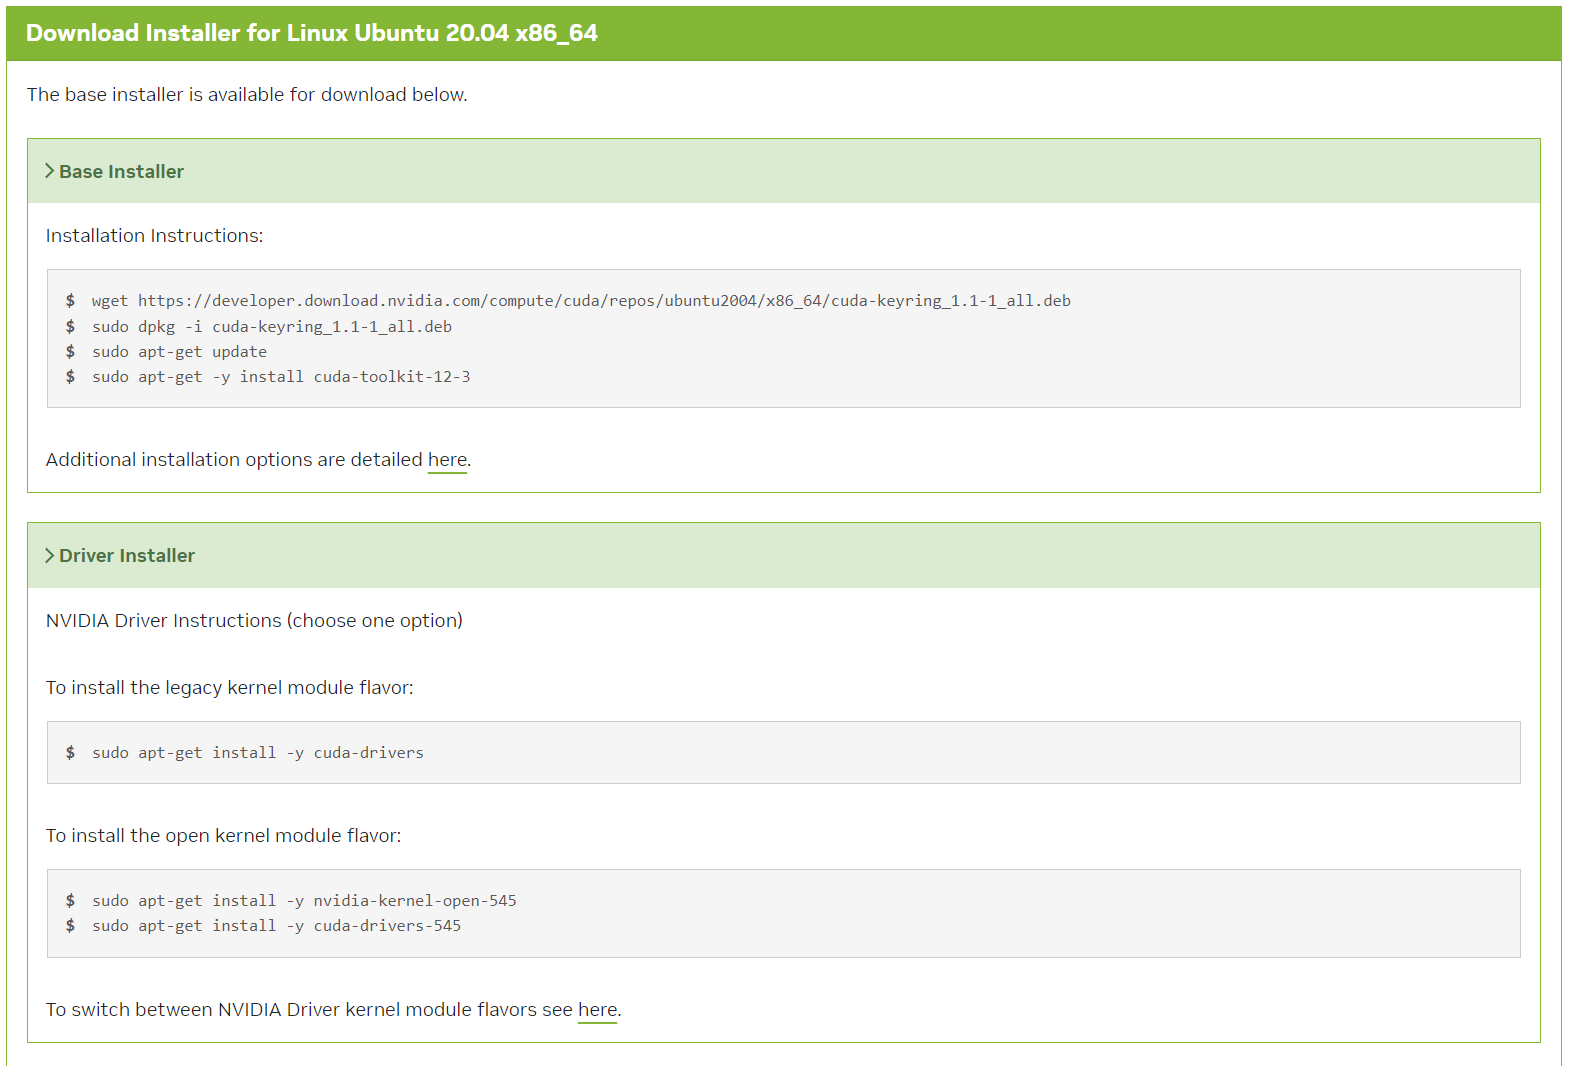 Download Installer for Linux Ubuntu 20.04 x86_64
The base installer is available for download below.
Base Installer
Installation Instructions:
$ wget https://developer.download.nvidia.com/compute/cuda/repos/ubuntu2004/x86_64/cuda-keyring_1.1-1_all.deb
$ sudo dpkg -i cuda-keyring_1.1-1_all.deb
$ sudo apt-get update
$ sudo apt-get -y install cuda-toolkit-12-3
Additional installation options are detailed here.
Driver Installer
NVIDIA Driver Instructions (choose one option)
To install the legacy kernel module flavor:
$ sudo apt-get install -y cuda-drivers
To install the open kernel module flavor:
$ sudo apt-get install -y nvidia-kernel-open-545
$ sudo apt-get install -y cuda-drivers-545
To switch between NVIDIA Driver kernel module flavors see here.